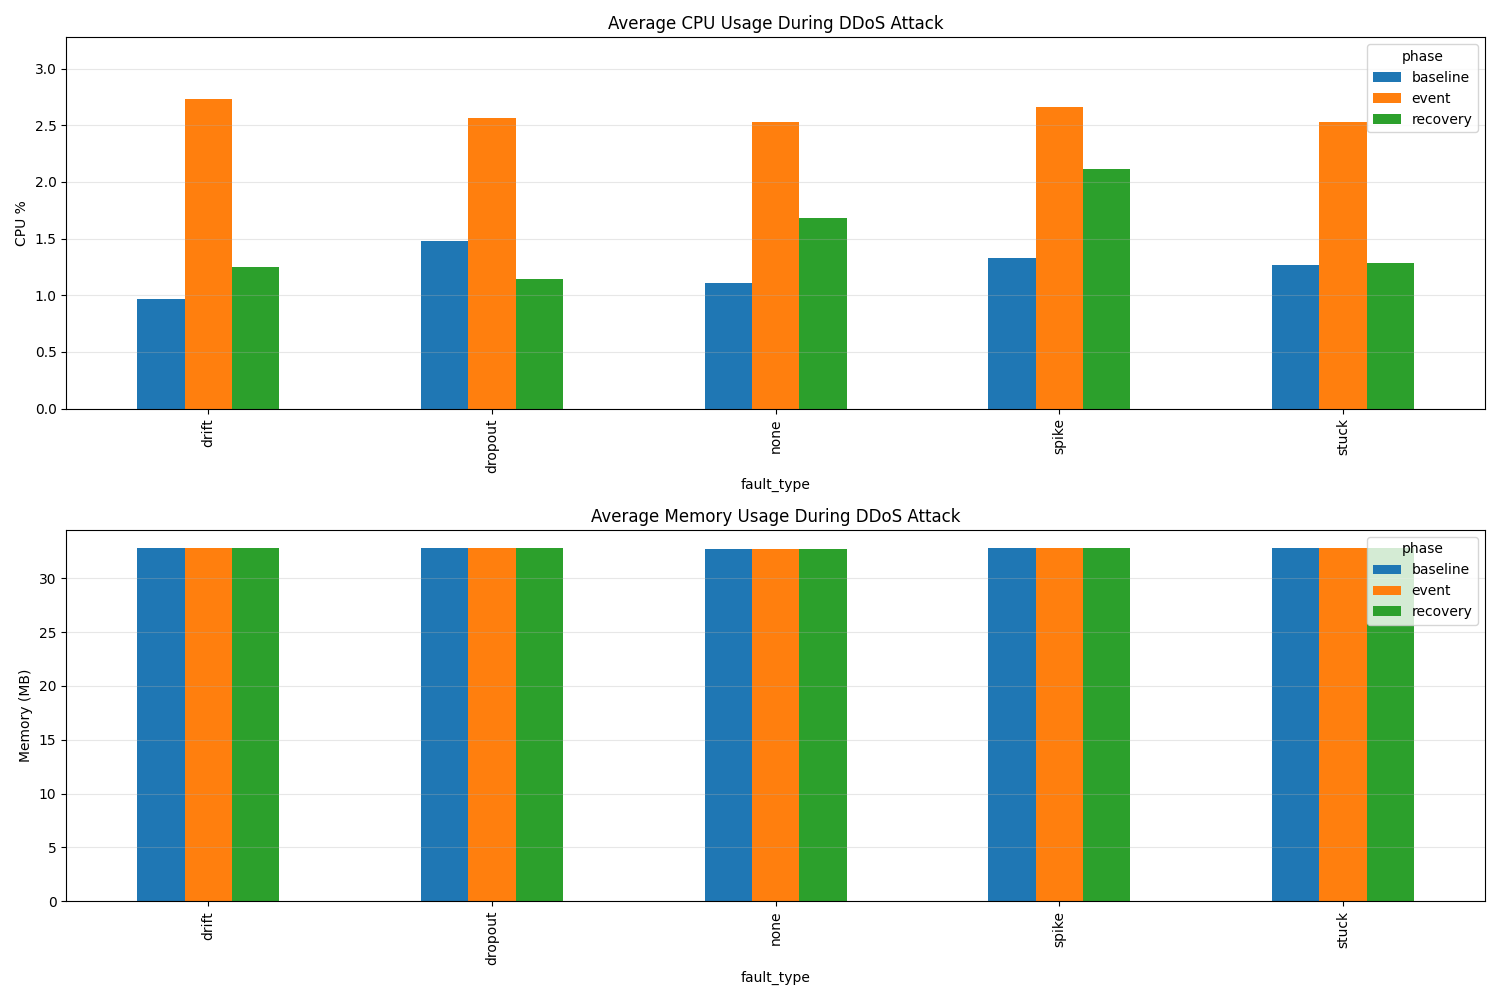 Average CPU Usage During DDoS Attack
CPU %
3.0
2.5
2.0
1.5
1.0
0.5
0.0
phase
baseline
event
recovery
drift
dropout
none
spike
stuck
fault_type
Average Memory Usage During DDoS Attack
Memory (MB)
30
25
20
15
10
5
0
phase
baseline
event
recovery
drift
dropout
none
spike
stuck
fault_type